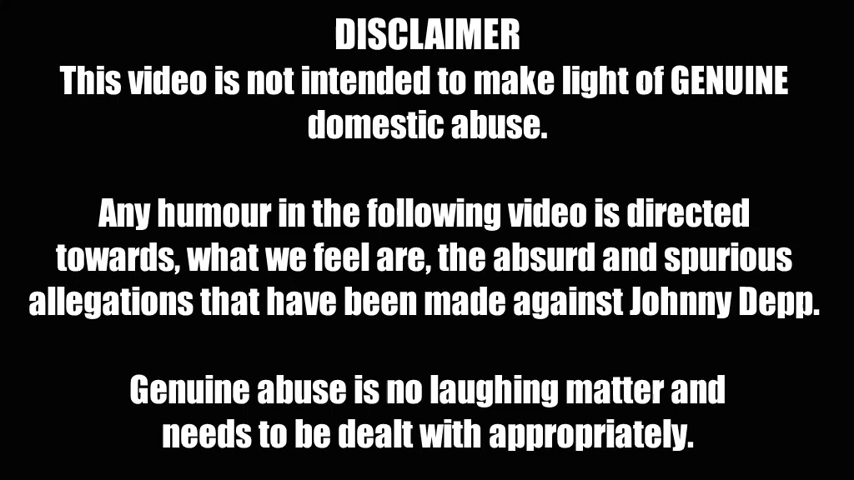 DISCLAIMER
This video is not intended to make light of GENUINE
domestic abuse.
Any humour in the following video is directed
towards, what we feel are, the absurd and spurious
allegations that have been made against Johnny Depp.
Genuine abuse is no laughing matter and
needs to be dealt with appropriately.